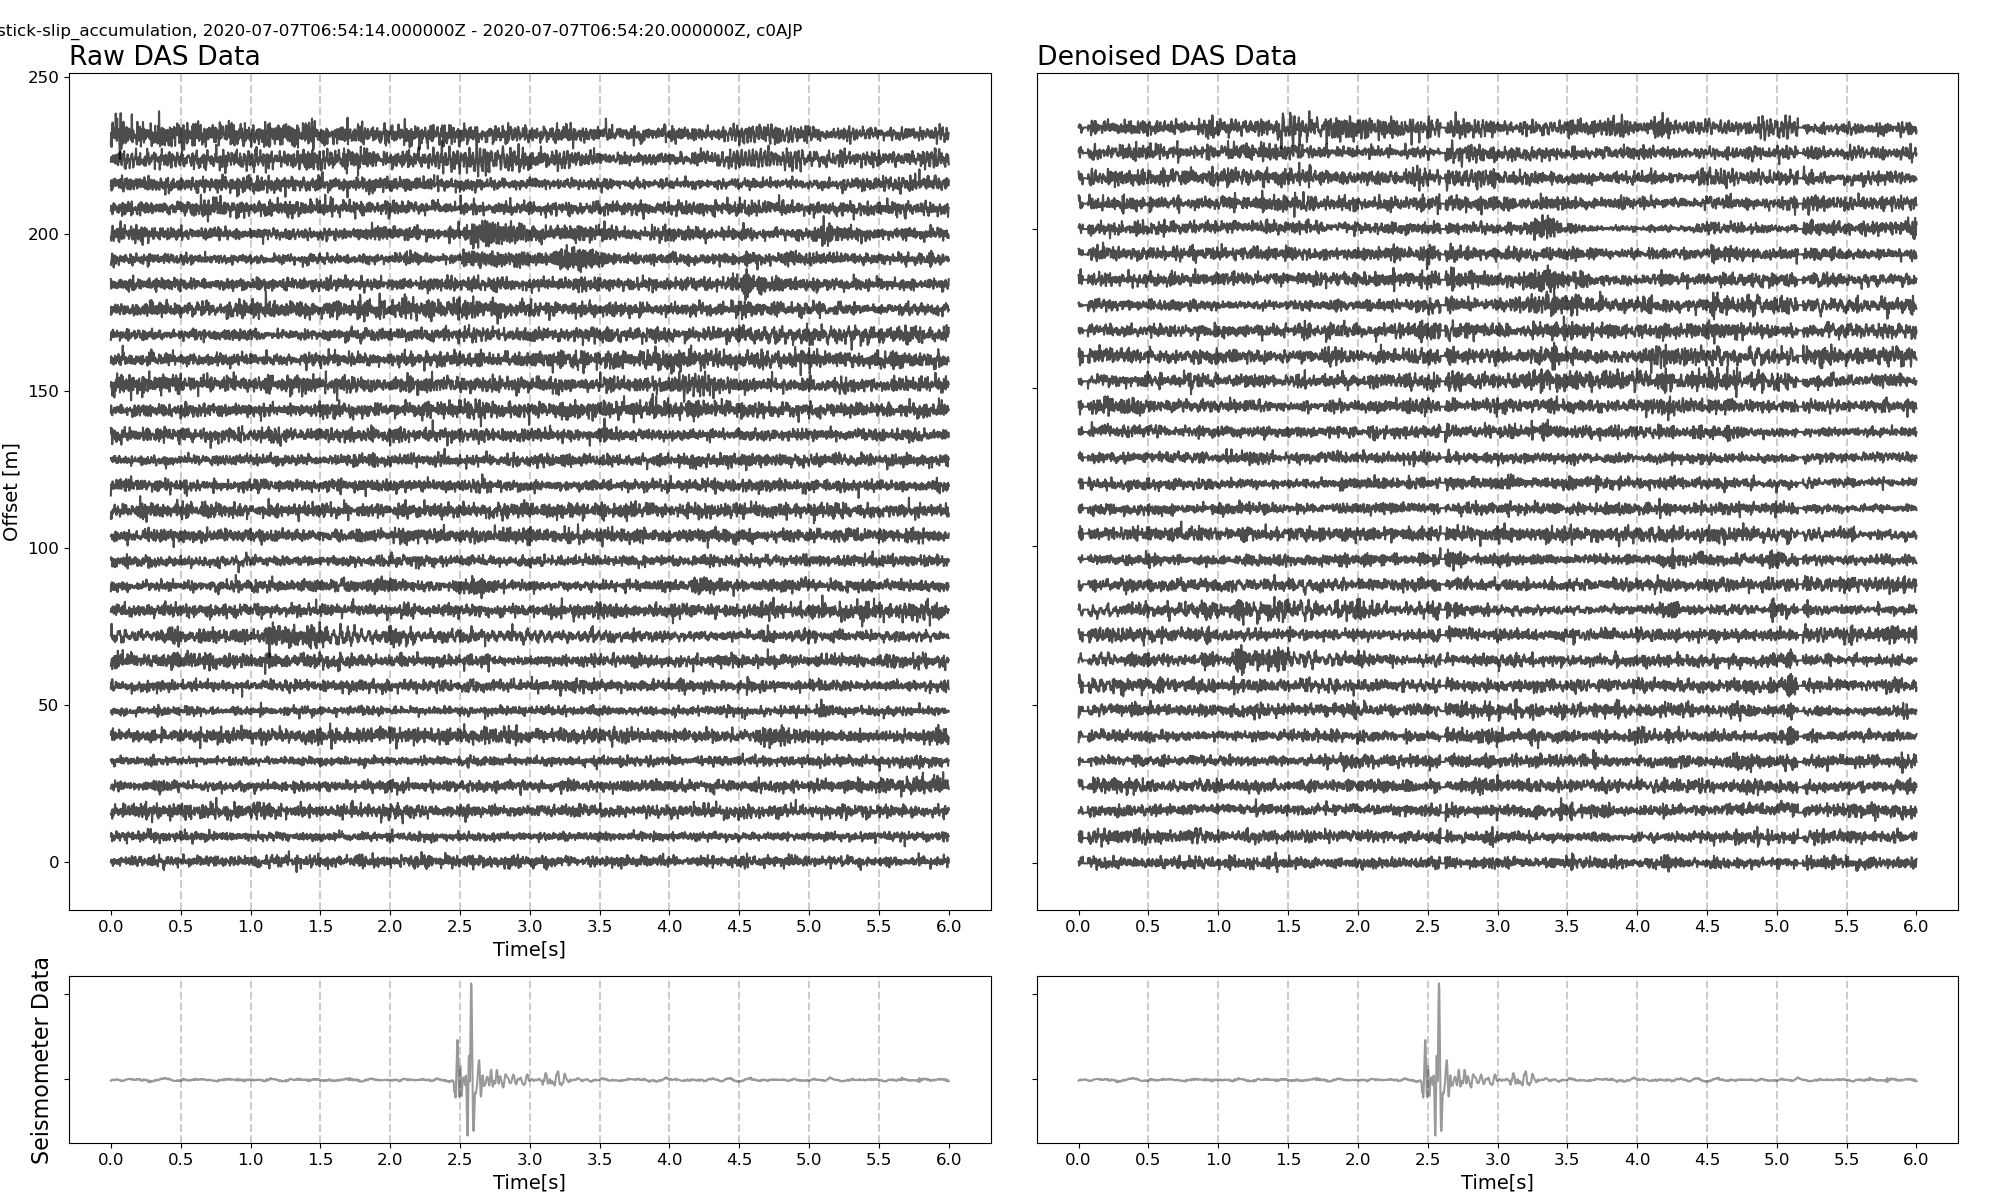 stick-slip_accumulation, 2020-07-07T06:54:14.000000Z - 2020-07-07T06:54:20.000000Z, c0AJP
Raw DAS Data
Denoised DAS Data
250
200
150
100
50
0
Offset [m]
0.0 0.5 1.0 1.5 2.0 2.5 3.0 3.5 4.0 4.5 5.0 5.5 6.0
Time[s]
0.0 0.5 1.0 1.5 2.0 2.5 3.0 3.5 4.0 4.5 5.0 5.5 6.0
Seismometer Data
0.0 0.5 1.0 1.5 2.0 2.5 3.0 3.5 4.0 4.5 5.0 5.5 6.0
Time[s]
0.0 0.5 1.0 1.5 2.0 2.5 3.0 3.5 4.0 4.5 5.0 5.5 6.0
Time[s]